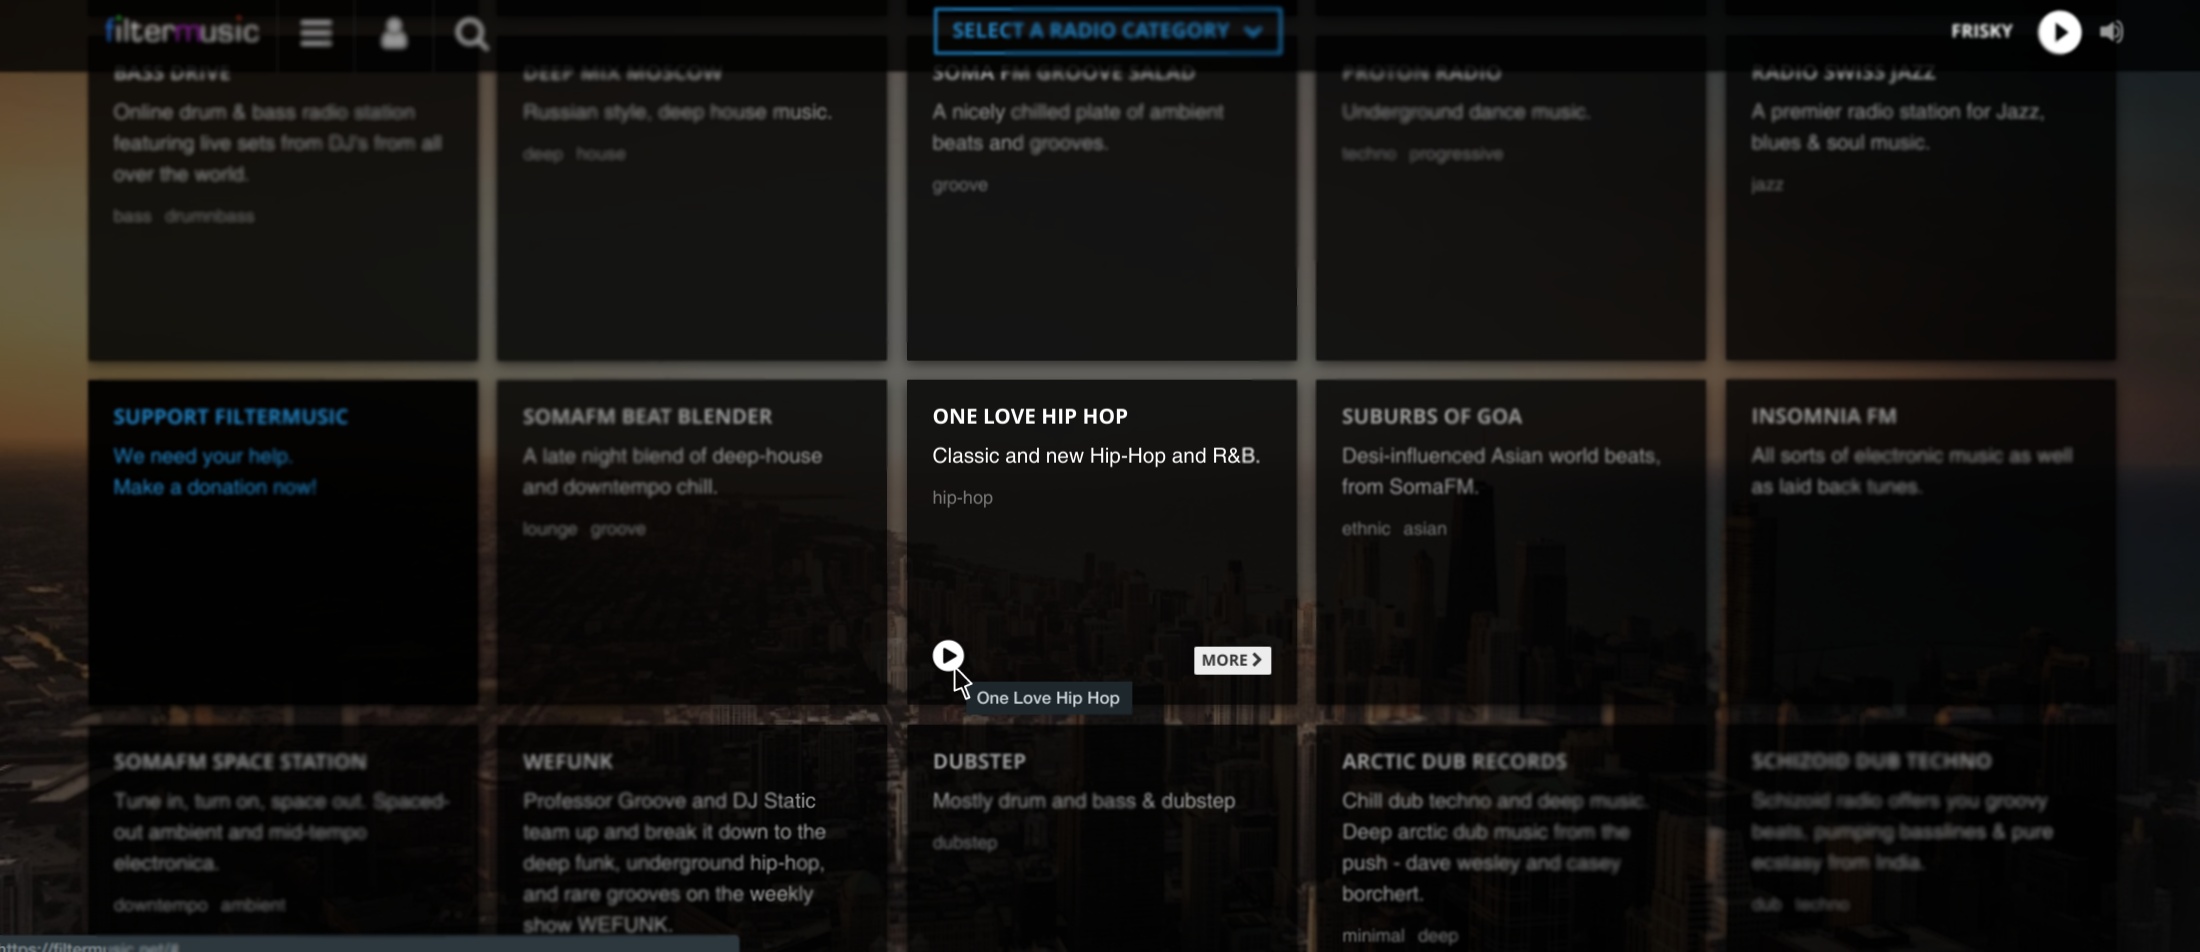 filtermusic
SELECT A RADIO CATEGORY
FRISKY
BASS DRIVE
Online drum & bass radio station
featuring live sets from DJ's from all
over the world.
bass drumnbass
DEEP MIX MOSCOW
Russian style, deep house music.
deep house
SOMA FM GROOVE SALAD
A nicely chilled plate of ambient
beats and grooves.
groove
PROTON RADIO
Underground dance music.
techno progressive
RADIO SWISS JAZZ
A premier radio station for Jazz,
blues & soul music.
jazz
SUPPORT FILTERMUSIC
We need your help.
Make a donation now!
SOMAFM BEAT BLENDER
A late night blend of deep-house
and downtempo chill.
lounge groove
ONE LOVE HIP HOP
Classic and new Hip-Hop and R&B.
hip-hop
MORE
One Love Hip Hop
SUBURBS OF GOA
Desi-influenced Asian world beats,
from SomaFM.
ethnic asian
INSOMNIA FM
All sorts of electronic music as well
as laid back tunes.
SOMAFM SPACE STATION
Tune in, turn on, space out. Spaced-
out ambient and mid-tempo
electronica.
downtempo ambient
WEFUNK
Professor Groove and DJ Static
team up and break it down to the
deep funk, underground hip-hop,
and rare grooves on the weekly
show WEFUNK.
DUBSTEP
Mostly drum and bass & dubstep
dubstep
ARCTIC DUB RECORDS
Chill dub techno and deep music.
Deep arctic dub music from the
push - dave wesley and casey
borchert.
minimal deep
SCHIZOID DUB TECHNO
Schizoid radio offers you groovy
beats, pumping basslines & pure
ecstasy from India.
dub techno
https://filtermusic.net/#